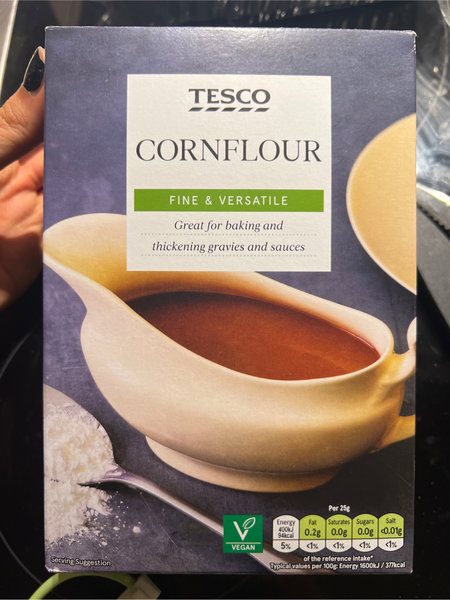 TESCO
CORNFLOUR
FINE & VERSATILE
Great for baking and
thickening gravies and sauces
Per 25g
Energy
400kJ
94kcal
5%
Fat
0.2g
<1%
Saturates
0.0g
<1%
Sugars
0.0g
<1%
Salt
<0.01g
<1%
of the reference intake*
Typical values per 100g: Energy 1600kJ / 377kcal
V
VEGAN
Serving Suggestion